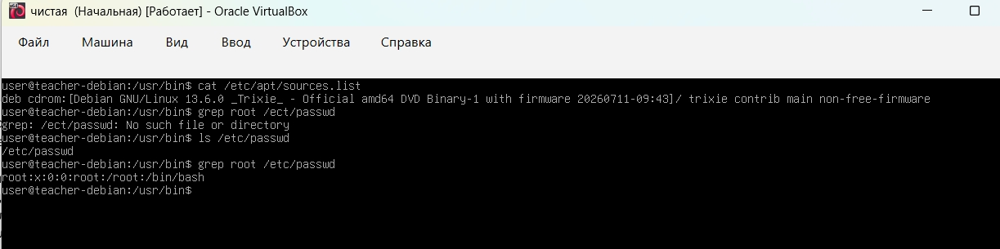 чистая (Начальная) [Работает] - Oracle VirtualBox
Файл Машина Вид Ввод Устройства Справка
user@teacher-debian:/usr/bin$ cat /etc/apt/sources.list
deb cdrom:[Debian GNU/Linux 13.6.0 _Trixie_ - Official amd64 DVD Binary-1 with firmware 20260711-09:43]/ trixie contrib main non-free-firmware
user@teacher-debian:/usr/bin$ grep root /ect/passwd
grep: /ect/passwd: No such file or directory
user@teacher-debian:/usr/bin$ ls /etc/passwd
/etc/passwd
user@teacher-debian:/usr/bin$ grep root /etc/passwd
root:x:0:0:root:/root:/bin/bash
user@teacher-debian:/usr/bin$